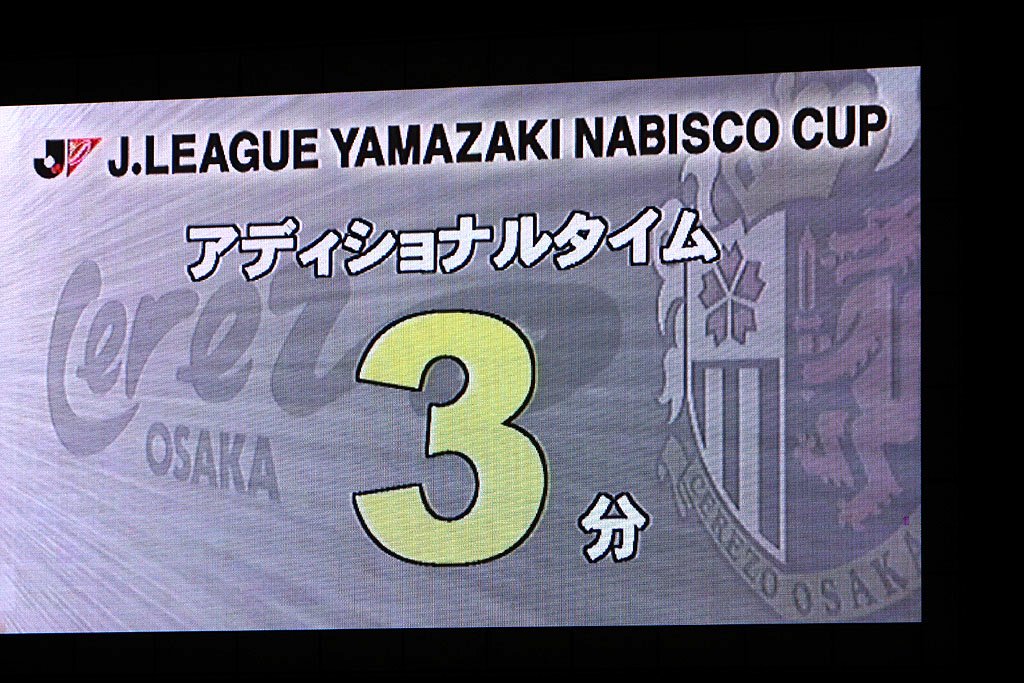 J.LEAGUE YAMAZAKI NABISCO CUP
アディショナルタイム
Cerezo
OSAKA
3分
CEREZO OSAKA